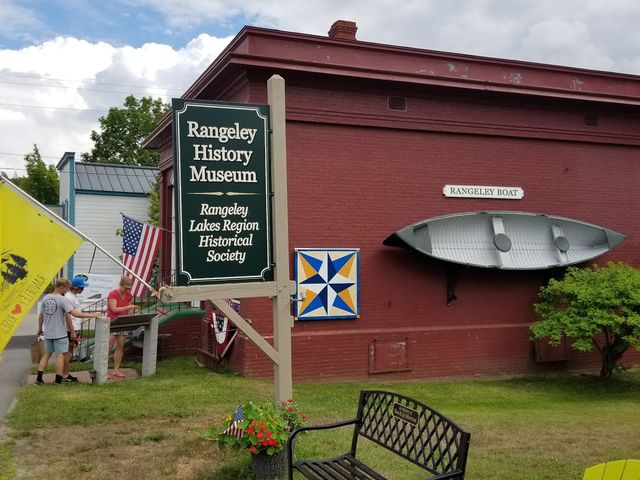 Rangeley
History
Museum
Rangeley
Lakes Region
Historical
Society
RANGELEY BOAT